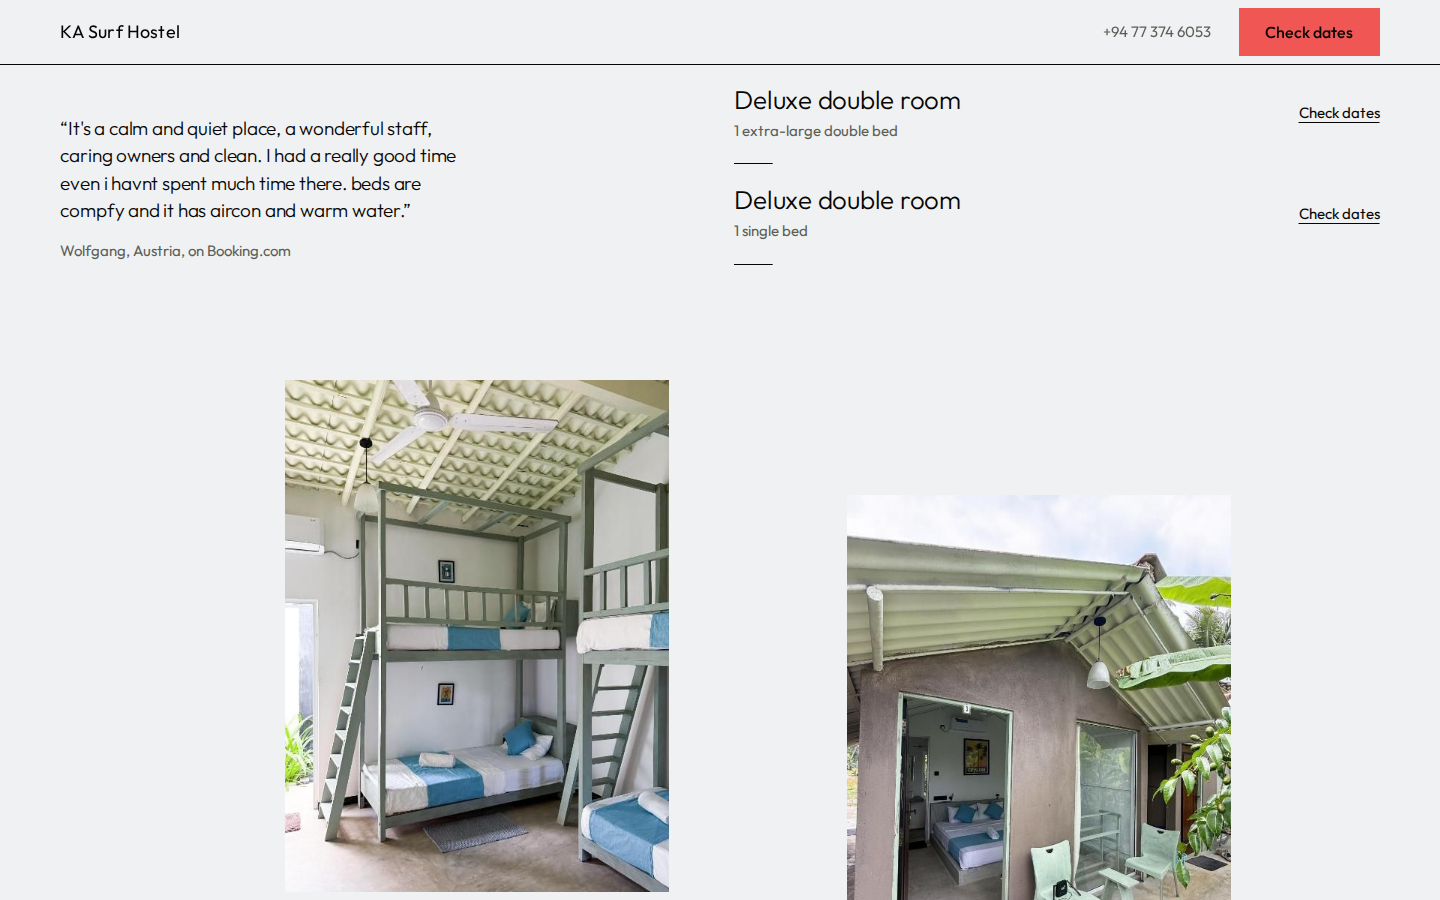 KA Surf Hostel
+94 77 374 6053
Check dates
“It's a calm and quiet place, a wonderful staff,
caring owners and clean. I had a really good time
even i havnt spent much time there. beds are
compfy and it has aircon and warm water.”
Wolfgang, Austria, on Booking.com
Deluxe double room
1 extra-large double bed
Check dates
Deluxe double room
1 single bed
Check dates